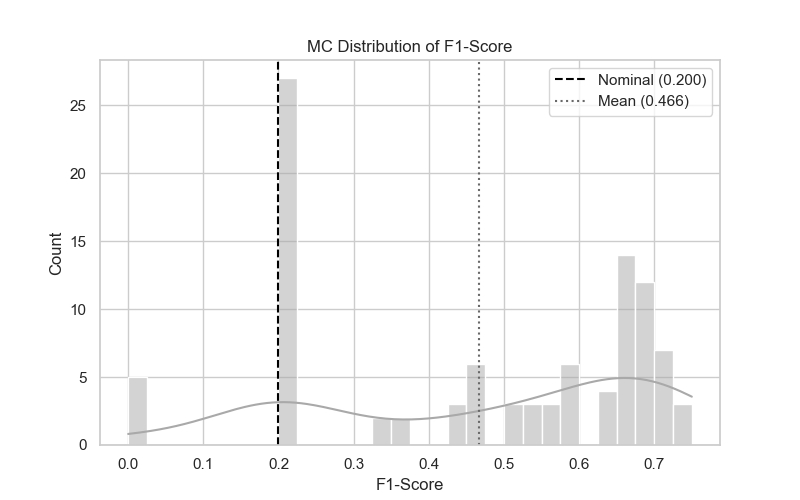 MC Distribution of F1-Score
Nominal (0.200)
Mean (0.466)
Count
25
20
15
10
5
0
0.0 0.1 0.2 0.3 0.4 0.5 0.6 0.7
F1-Score